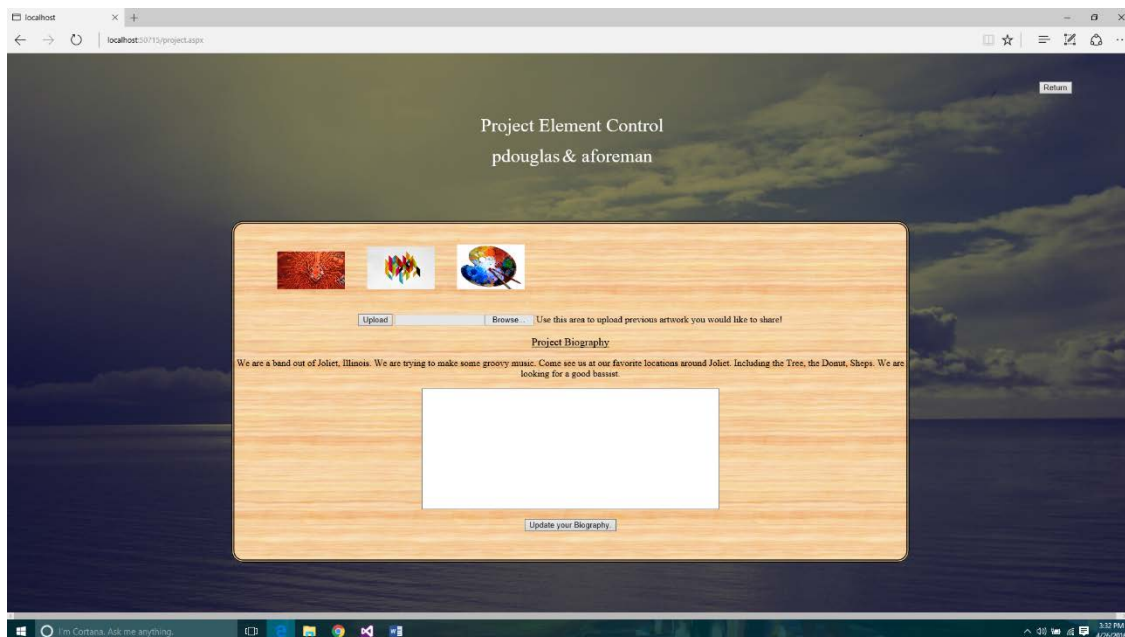 localhost
localhost:50715/project.aspx
Return
Project Element Control
pdouglas & aforeman
Upload
Browse...
Use this area to upload previous artwork you would like to share!
Project Biography
We are a band out of Joliet, Illinois. We are trying to make some groovy music. Come see us at our favorite locations around Joliet. Including the Tree, the Donut, Sheps. We are
looking for a good bassist.
Update your Biography.
I'm Cortana. Ask me anything.
3:32 PM